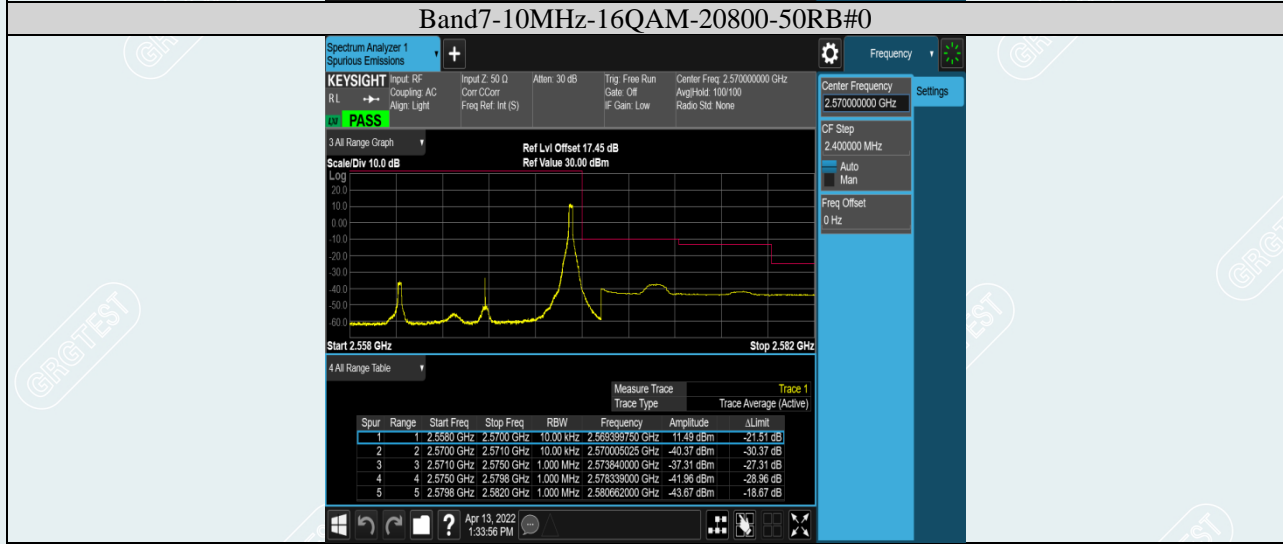 Band7-10MHz-16QAM-20800-50RB#0
Spectrum Analyzer 1
Spurious Emissions
+
Frequency
KEYSIGHT
Input: RF
Coupling: AC
Align: Light
Input Z: 50 Ω
Corr CCorr
Freq Ref: Int (S)
Atten: 30 dB
Trig: Free Run
Gate: Off
IF Gain: Low
Center Freq: 2.570000000 GHz
Avg|Hold: 100/100
Radio Std: None
RL
LXI
PASS
Center Frequency
2.570000000 GHz
Settings
CF Step
2.400000 MHz
Auto
Man
Freq Offset
0 Hz
3 All Range Graph
Ref Lvl Offset 17.45 dB
Scale/Div 10.0 dB
Ref Value 30.00 dBm
Log
20.0
10.0
0.00
-10.0
-20.0
-30.0
-40.0
-50.0
-60.0
Start 2.558 GHz
Stop 2.582 GHz
4 All Range Table
Measure Trace Trace 1
Trace Type Trace Average (Active)
Spur Range Start Freq Stop Freq RBW Frequency Amplitude ΔLimit
1 1 2.5580 GHz 2.5700 GHz 10.00 kHz 2.569399750 GHz 11.49 dBm -21.51 dB
2 2 2.5700 GHz 2.5710 GHz 10.00 kHz 2.570005025 GHz -40.37 dBm -30.37 dB
3 3 2.5710 GHz 2.5750 GHz 1.000 MHz 2.573840000 GHz -37.31 dBm -27.31 dB
4 4 2.5750 GHz 2.5798 GHz 1.000 MHz 2.578339000 GHz -41.96 dBm -28.96 dB
5 5 2.5798 GHz 2.5820 GHz 1.000 MHz 2.580662000 GHz -43.67 dBm -18.67 dB
?
Apr 13, 2022
1:33:56 PM
GRGTEST
GRGTEST